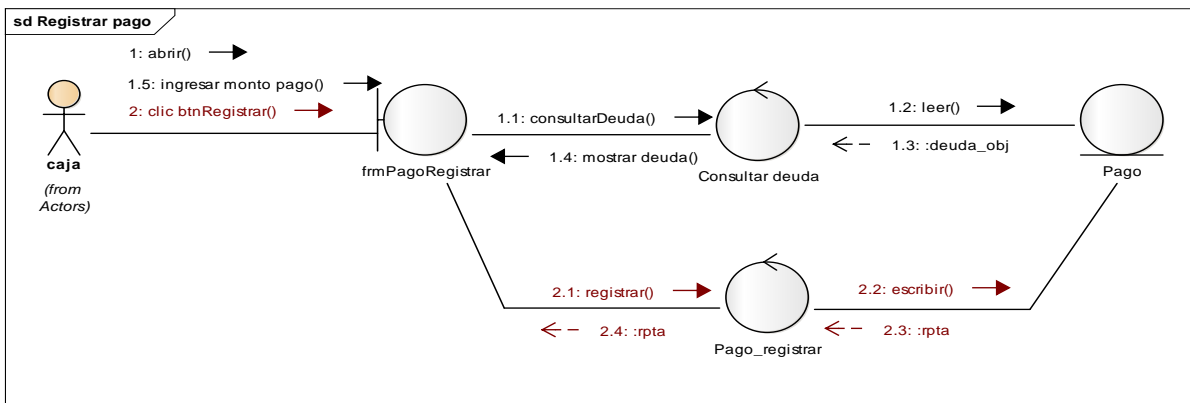 sd Registrar pago
1: abrir()
1.5: ingresar monto pago()
2: clic btnRegistrar()
caja
(from
Actors)
frmPagoRegistrar
1.1: consultarDeuda()
1.4: mostrar deuda()
Consultar deuda
1.2: leer()
1.3: :deuda_obj
Pago
2.1: registrar()
2.4: :rpta
Pago_registrar
2.2: escribir()
2.3: :rpta